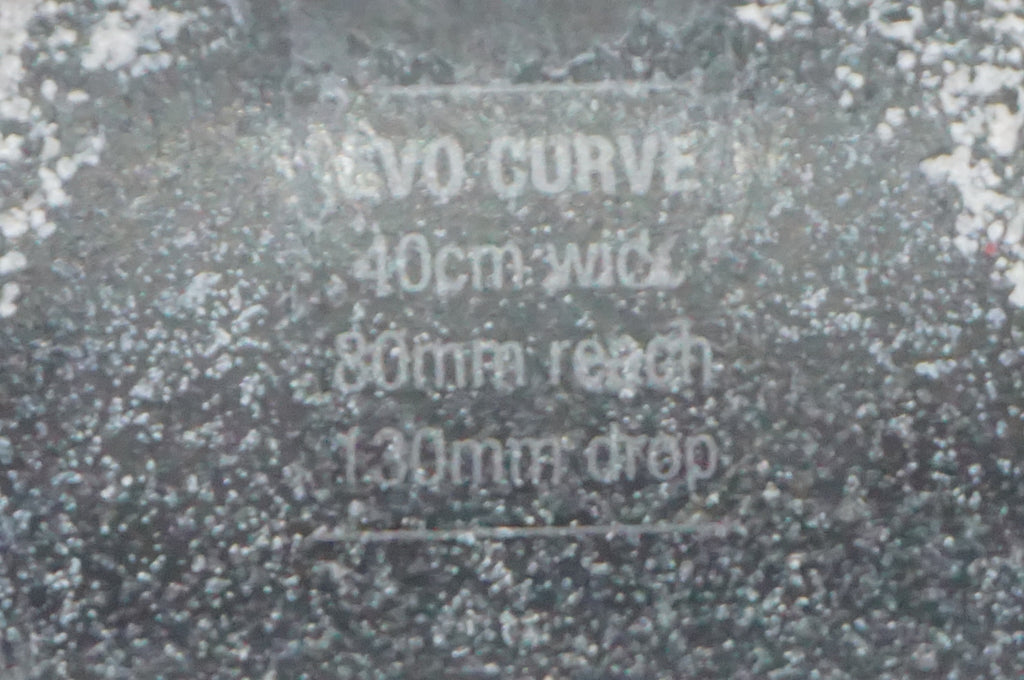 EVO CURVE
40cm wide
80mm reach
130mm drop